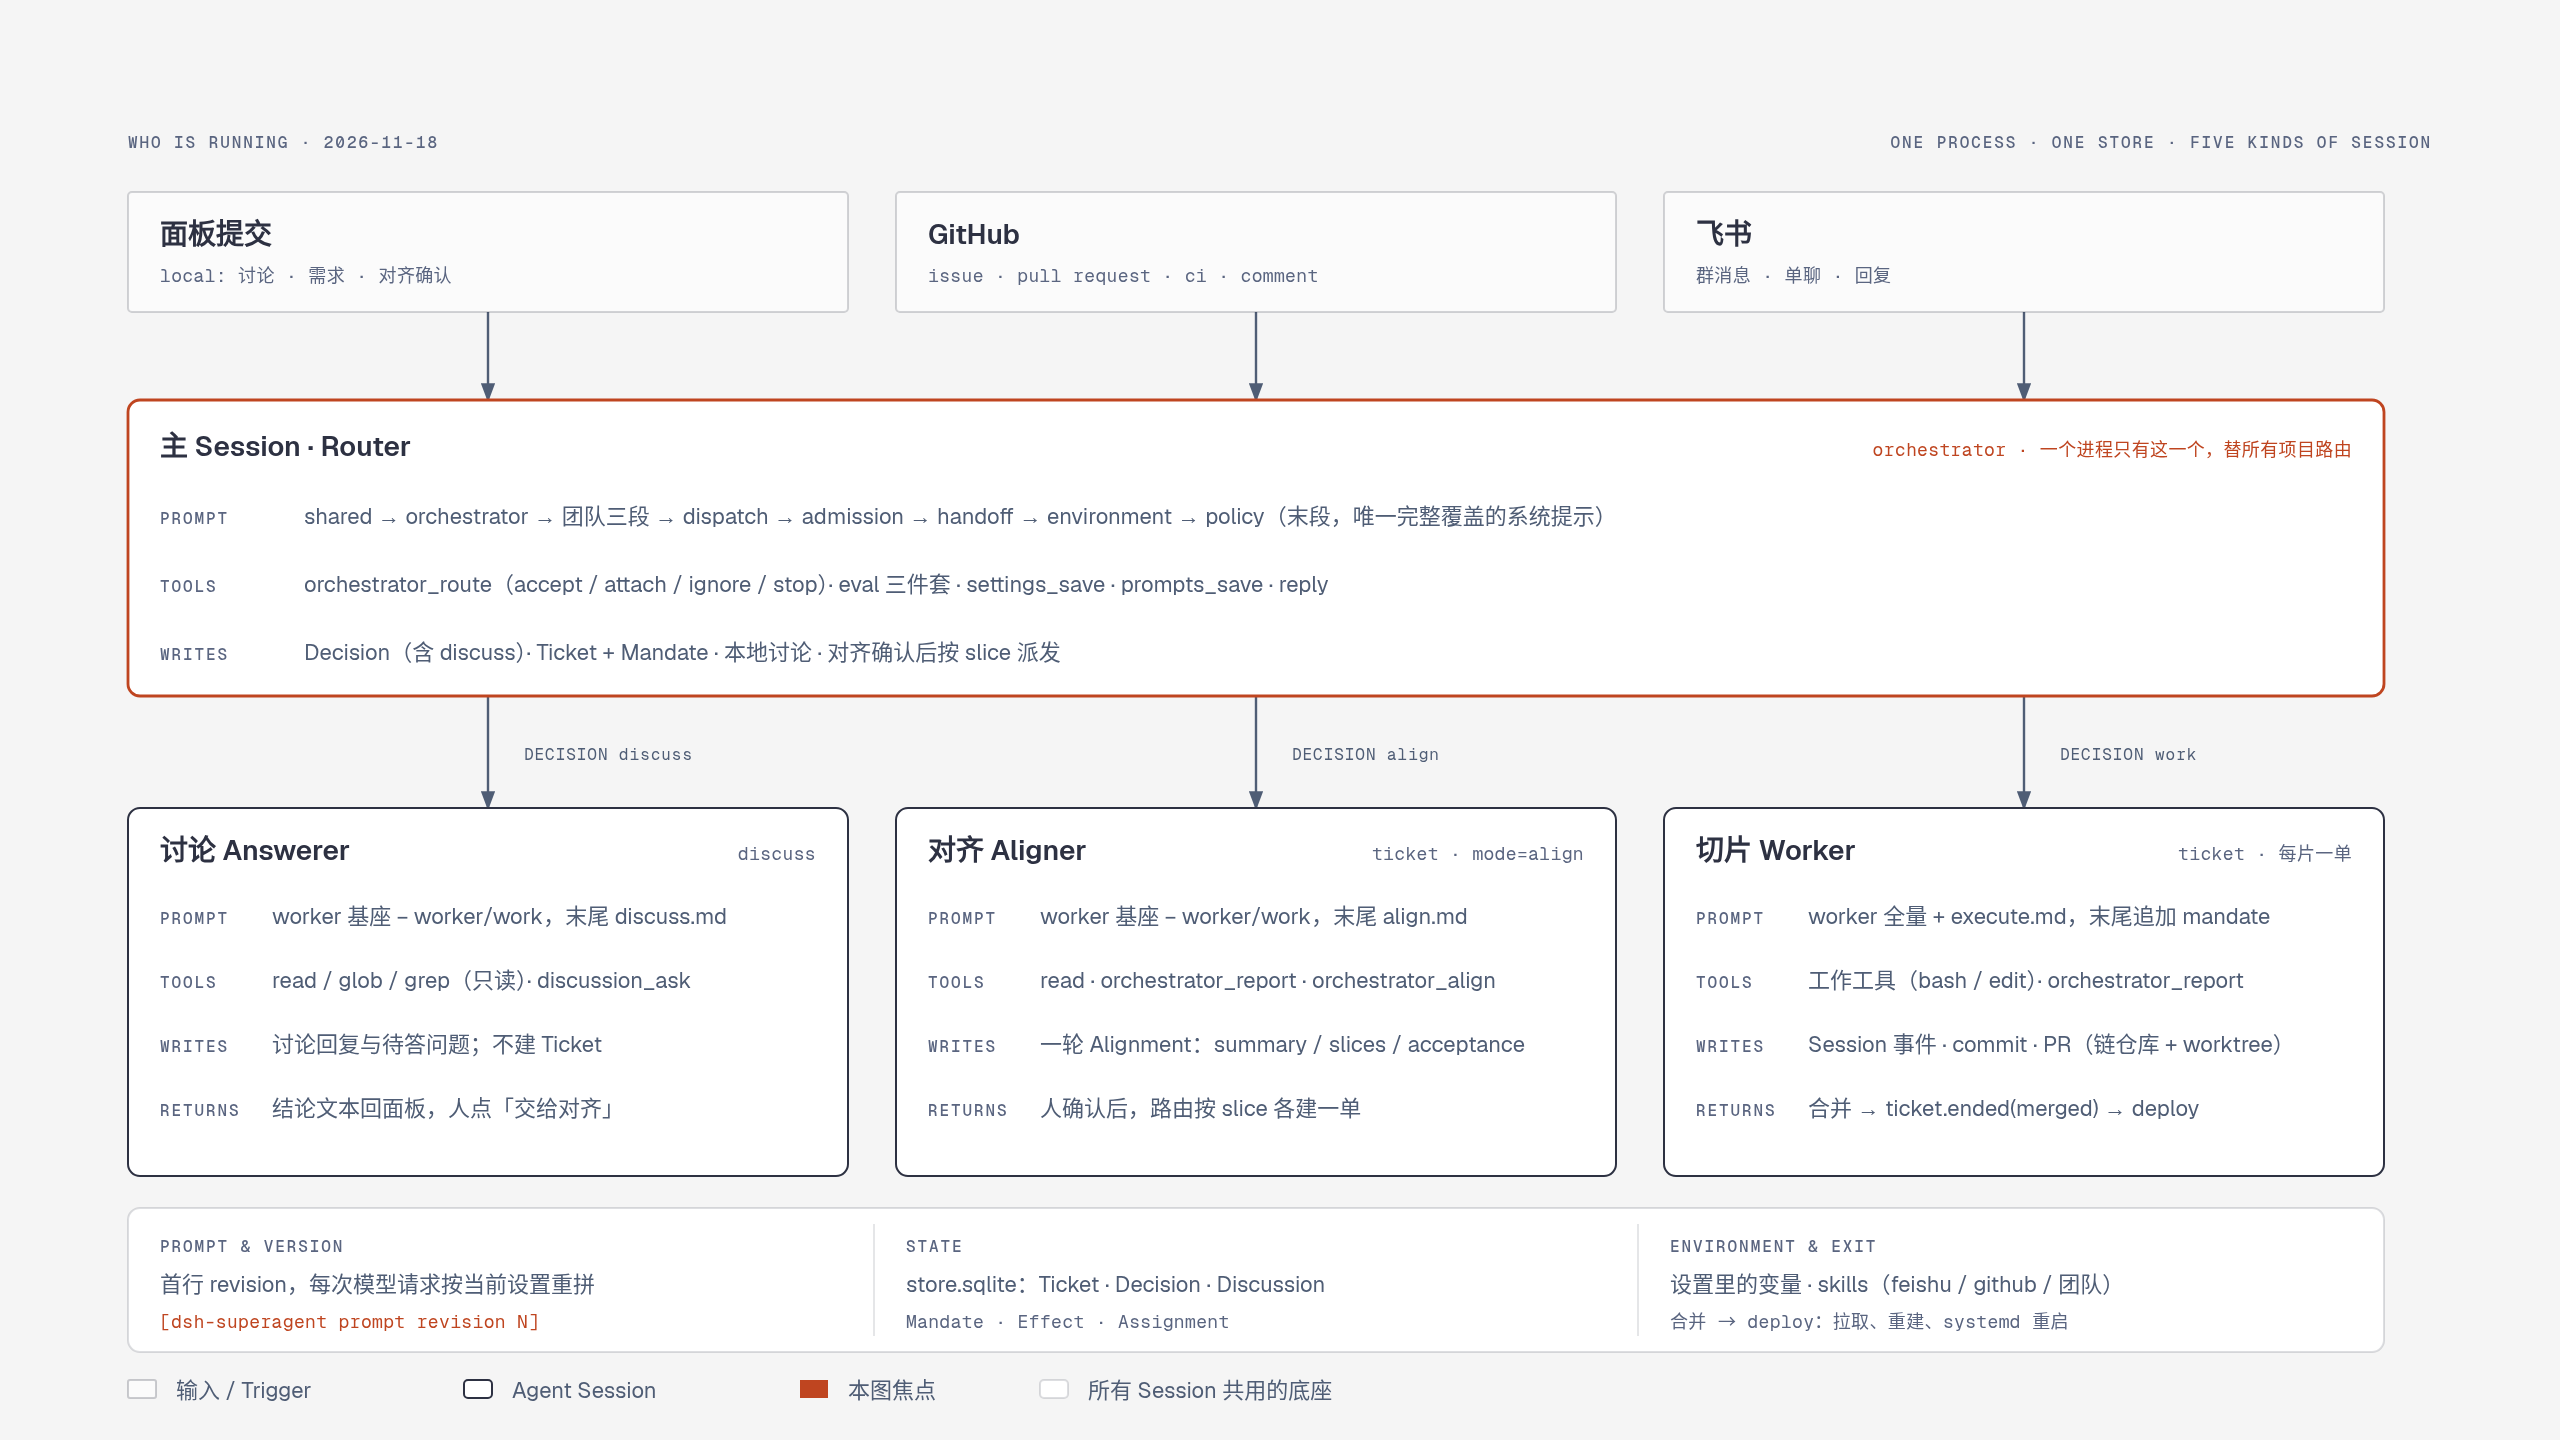 WHO IS RUNNING · 2026-11-18
ONE PROCESS · ONE STORE · FIVE KINDS OF SESSION
面板提交
local: 讨论 · 需求 · 对齐确认
GitHub
issue · pull request · ci · comment
飞书
群消息 · 单聊 · 回复
主 Session · Router
orchestrator · 一个进程只有这一个，替所有项目路由
PROMPT shared → orchestrator → 团队三段 → dispatch → admission → handoff → environment → policy（末段，唯一完整覆盖的系统提示）
TOOLS orchestrator_route（accept / attach / ignore / stop）· eval 三件套 · settings_save · prompts_save · reply
WRITES Decision（含 discuss）· Ticket + Mandate · 本地讨论 · 对齐确认后按 slice 派发
DECISION discuss
DECISION align
DECISION work
讨论 Answerer
discuss
PROMPT worker 基座 – worker/work，末尾 discuss.md
TOOLS read / glob / grep（只读）· discussion_ask
WRITES 讨论回复与待答问题；不建 Ticket
RETURNS 结论文本回面板，人点「交给对齐」
对齐 Aligner
ticket · mode=align
PROMPT worker 基座 – worker/work，末尾 align.md
TOOLS read · orchestrator_report · orchestrator_align
WRITES 一轮 Alignment：summary / slices / acceptance
RETURNS 人确认后，路由按 slice 各建一单
切片 Worker
ticket · 每片一单
PROMPT worker 全量 + execute.md，末尾追加 mandate
TOOLS 工作工具（bash / edit）· orchestrator_report
WRITES Session 事件 · commit · PR（链仓库 + worktree）
RETURNS 合并 → ticket.ended(merged) → deploy
PROMPT & VERSION
首行 revision，每次模型请求按当前设置重拼
[dsh-superagent prompt revision N]
STATE
store.sqlite：Ticket · Decision · Discussion
Mandate · Effect · Assignment
ENVIRONMENT & EXIT
设置里的变量 · skills（feishu / github / 团队）
合并 → deploy：拉取、重建、systemd 重启
输入 / Trigger
Agent Session
本图焦点
所有 Session 共用的底座